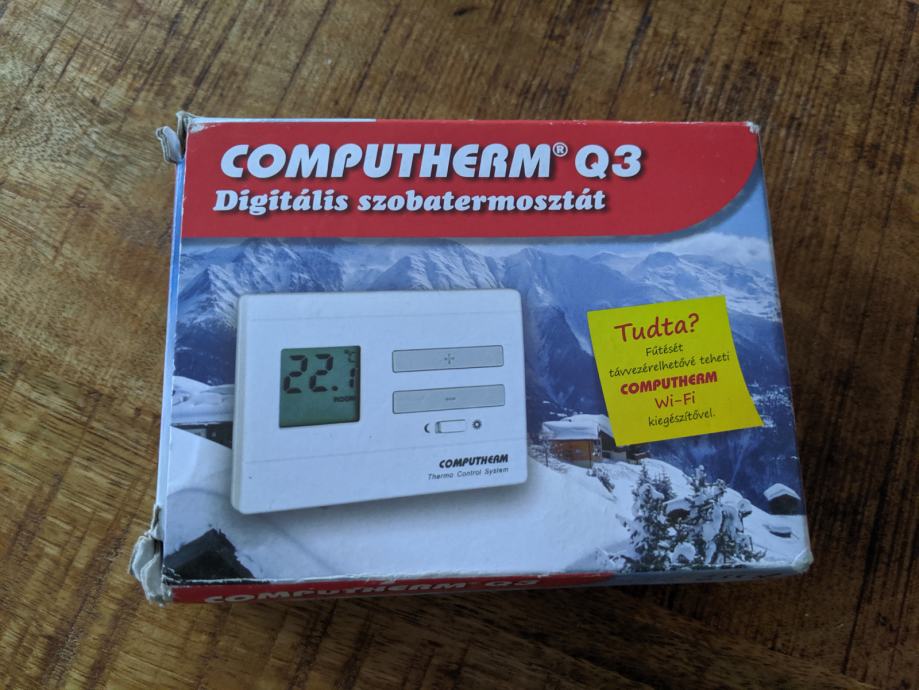 COMPUTHERM® Q3
Digitális szobatermosztát
22.1 °C
ROOM
+
-
COMPUTHERM
Thermo Control System
Tudta?
Fűtését
távvezérelhetővé teheti
COMPUTHERM
Wi-Fi
kiegészítővel.
COMPUTHERM® Q3